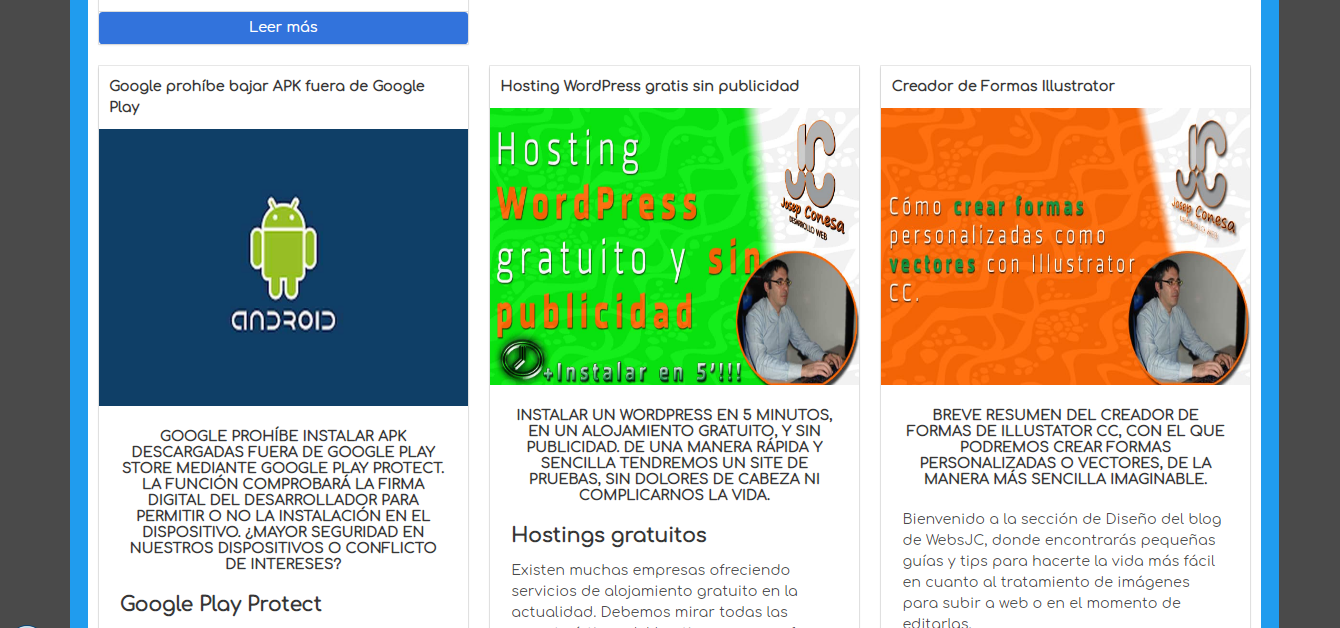 Leer más
Google prohíbe bajar APK fuera de Google
Play
ANDROID
GOOGLE PROHÍBE INSTALAR APK
DESCARGADAS FUERA DE GOOGLE PLAY
STORE MEDIANTE GOOGLE PLAY PROTECT.
LA FUNCIÓN COMPROBARÁ LA FIRMA
DIGITAL DEL DESARROLLADOR PARA
PERMITIR O NO LA INSTALACIÓN EN EL
DISPOSITIVO. ¿MAYOR SEGURIDAD EN
NUESTROS DISPOSITIVOS O CONFLICTO
DE INTERESES?
Google Play Protect
Hosting WordPress gratis sin publicidad
Hosting
WordPress
gratuito y sin
publicidad
+Instalar en 5'!!!
JC
Josep Conesa
DESARROLLO WEB
INSTALAR UN WORDPRESS EN 5 MINUTOS,
EN UN ALOJAMIENTO GRATUITO, Y SIN
PUBLICIDAD. DE UNA MANERA RÁPIDA Y
SENCILLA TENDREMOS UN SITE DE
PRUEBAS, SIN DOLORES DE CABEZA NI
COMPLICARNOS LA VIDA.
Hostings gratuitos
Existen muchas empresas ofreciendo
servicios de alojamiento gratuito en la
actualidad. Debemos mirar todas las
Creador de Formas Illustrator
Cómo crear formas
personalizadas como
vectores con Illustrator
CC.
JC
Josep Conesa
DESARROLLO WEB
BREVE RESUMEN DEL CREADOR DE
FORMAS DE ILLUSTATOR CC, CON EL QUE
PODREMOS CREAR FORMAS
PERSONALIZADAS O VECTORES, DE LA
MANERA MÁS SENCILLA IMAGINABLE.
Bienvenido a la sección de Diseño del blog
de WebsJC, donde encontrarás pequeñas
guías y tips para hacerte la vida más fácil
en cuanto al tratamiento de imágenes
para subir a web o en el momento de
editarlas.